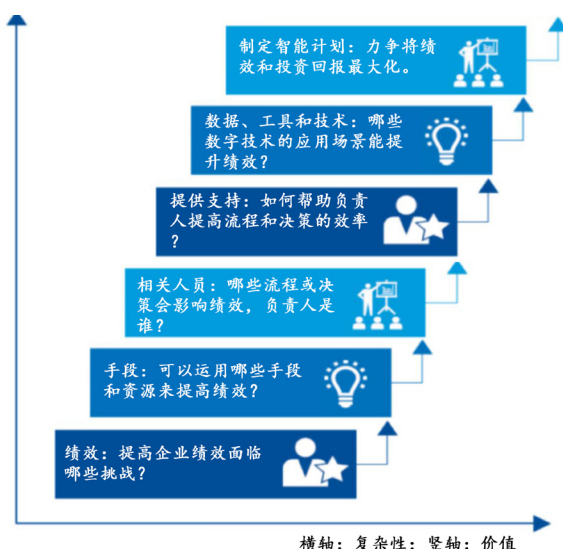 制定智能计划：力争将绩
效和投资回报最大化。
数据、工具和技术：哪些
数字技术的应用场景能提
升绩效？
提供支持：如何帮助负责
人提高流程和决策的效率
？
相关人员：哪些流程或决
策会影响绩效，负责人是
谁？
手段：可以运用哪些手段
和资源来提高绩效？
绩效：提高企业绩效面临
哪些挑战？
横轴：复杂性；竖轴：价值